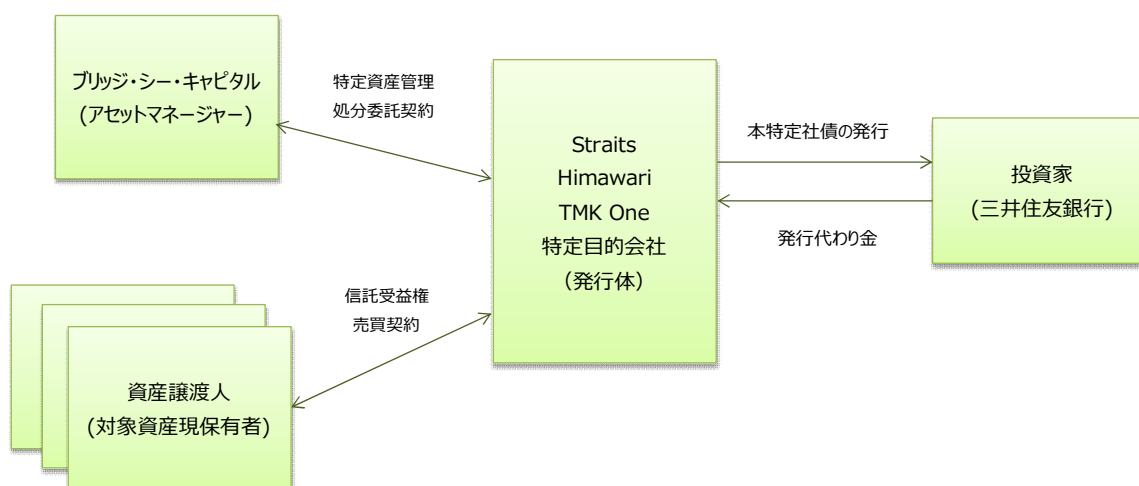 ブリッジ・シー・キャピタル
(アセットマネージャー)
特定資産管理
処分委託契約
Straits
Himawari
TMK One
特定目的会社
（発行体）
本特定社債の発行
発行代わり金
投資家
(三井住友銀行)
信託受益権
売買契約
資産譲渡人
(対象資産現保有者)